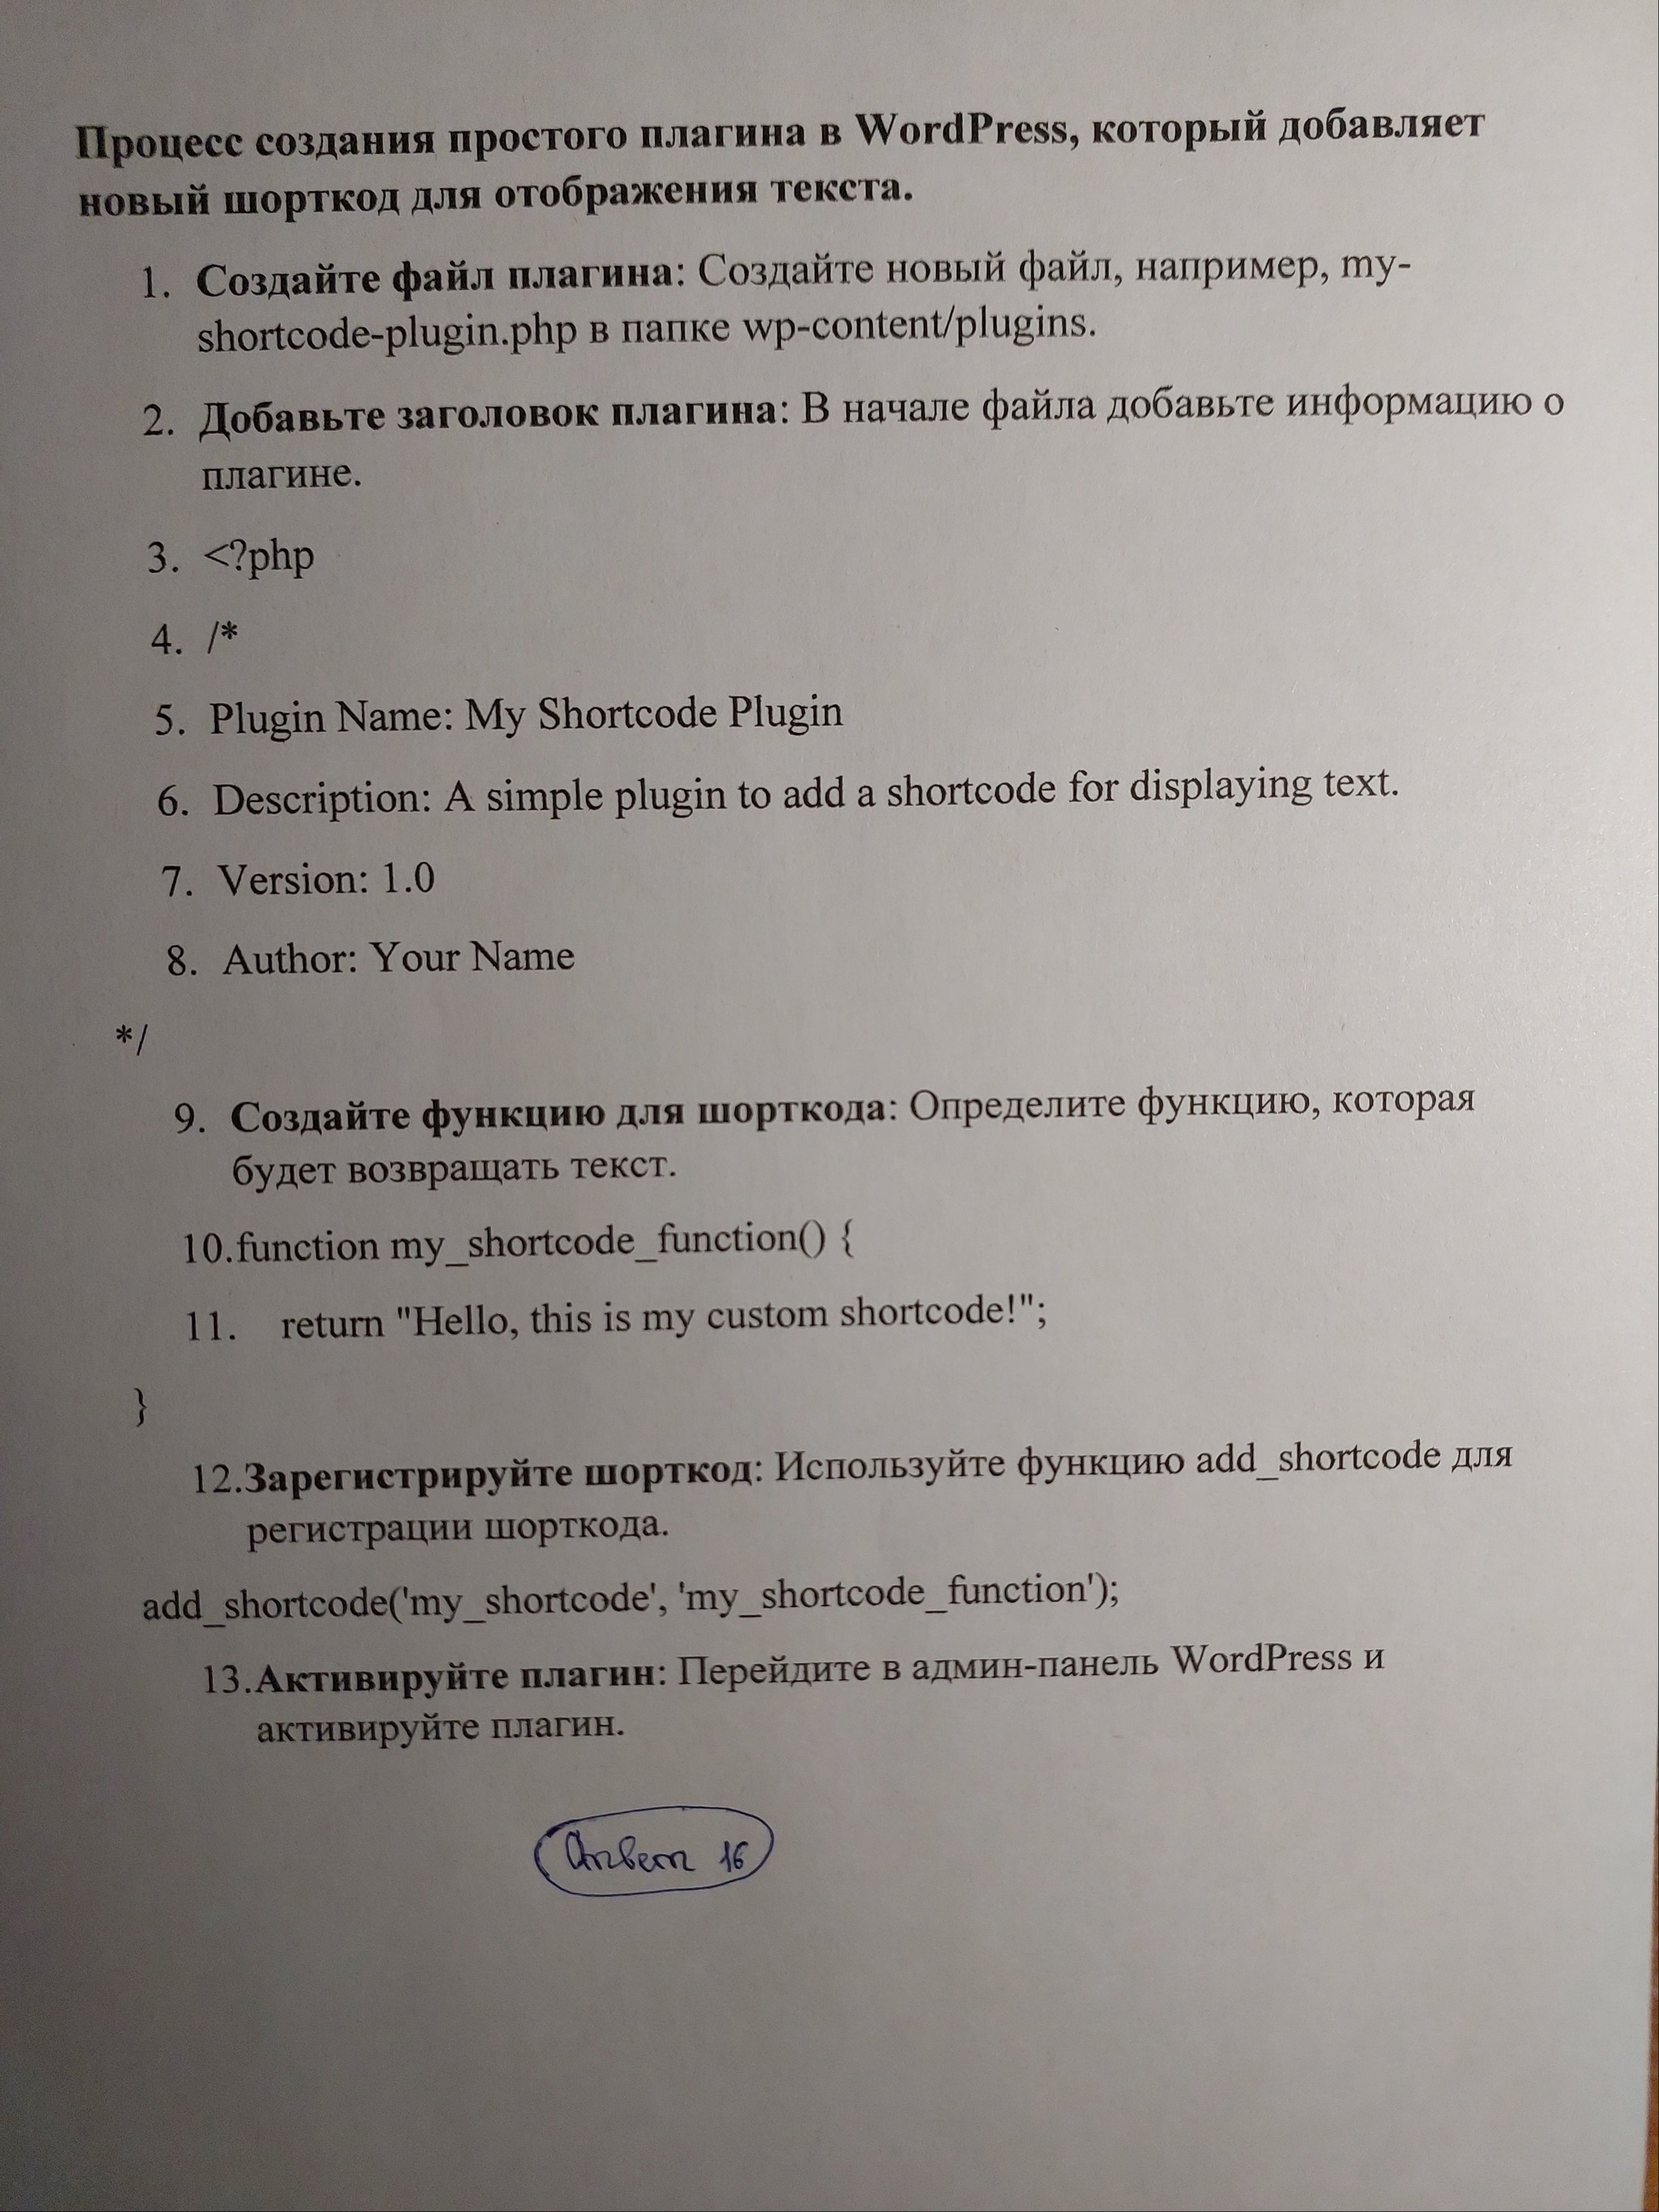 Процесс создания простого плагина в WordPress, который добавляет
новый шорткод для отображения текста.
1. Создайте файл плагина: Создайте новый файл, например, my-
shortcode-plugin.php в папке wp-content/plugins.
2. Добавьте заголовок плагина: В начале файла добавьте информацию о
плагине.
3. <?php
4. /*
5. Plugin Name: My Shortcode Plugin
6. Description: A simple plugin to add a shortcode for displaying text.
7. Version: 1.0
8. Author: Your Name
*/
9. Создайте функцию для шорткода: Определите функцию, которая
будет возвращать текст.
10.function my_shortcode_function() {
11. return "Hello, this is my custom shortcode!";
}
12.Зарегистрируйте шорткод: Используйте функцию add_shortcode для
регистрации шорткода.
add_shortcode('my_shortcode', 'my_shortcode_function');
13.Активируйте плагин: Перейдите в админ-панель WordPress и
активируйте плагин.
Ответ 16